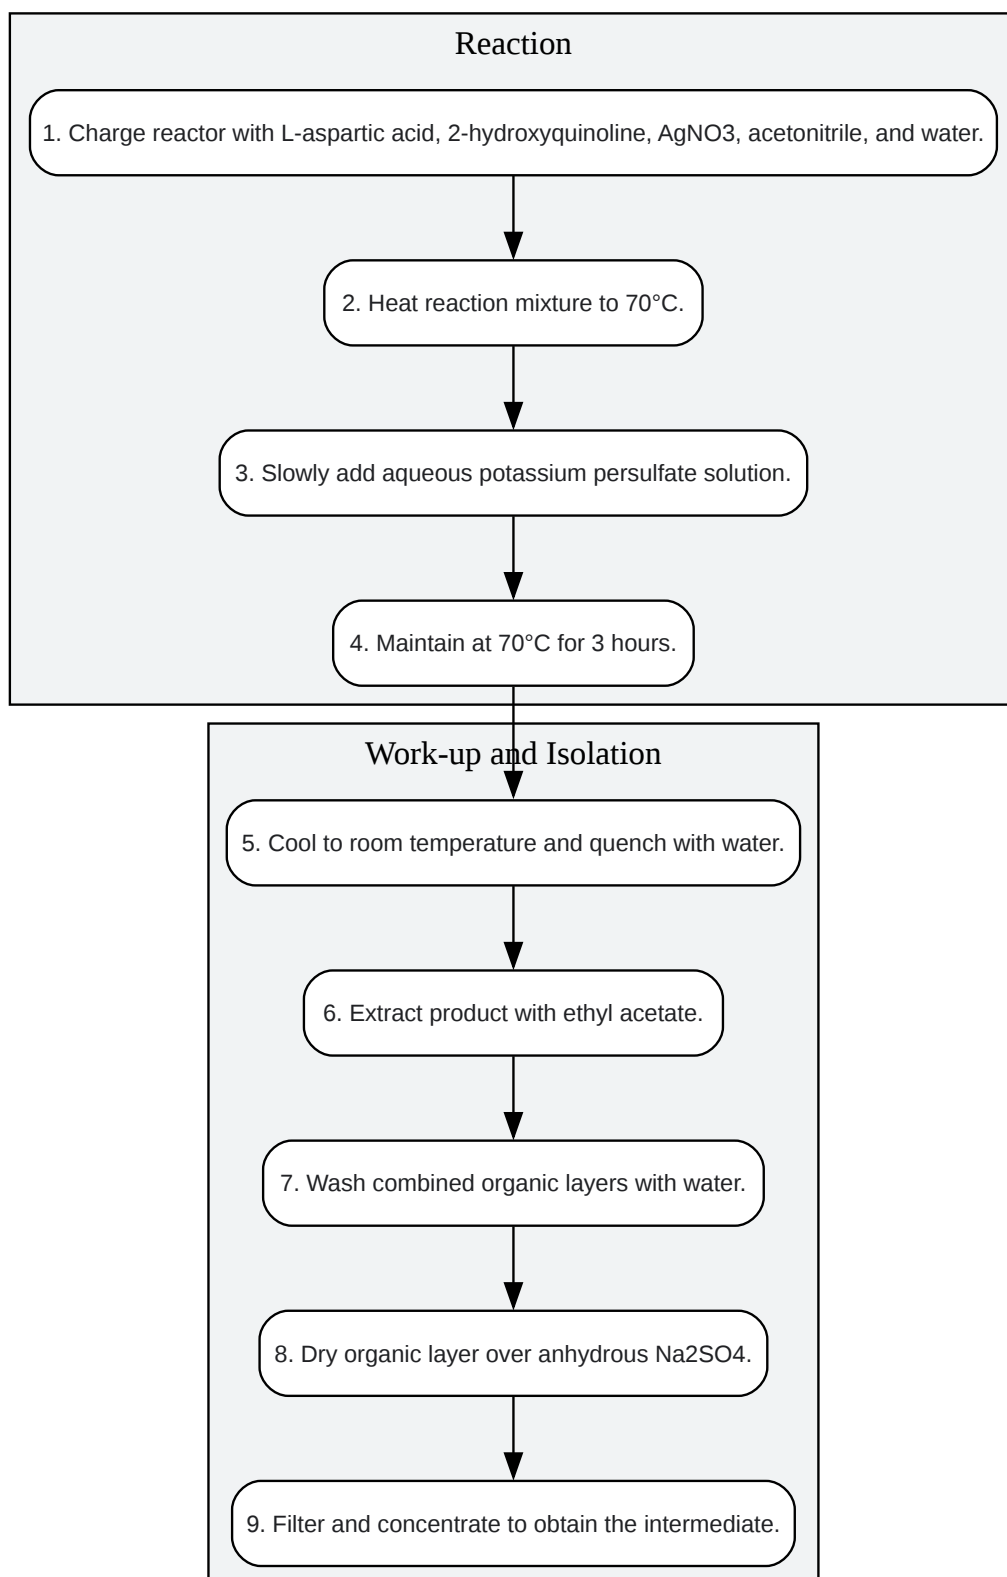 Reaction
1. Charge reactor with L-aspartic acid, 2-hydroxyquinoline, AgNO3, acetonitrile, and water.
2. Heat reaction mixture to 70°C.
3. Slowly add aqueous potassium persulfate solution.
4. Maintain at 70°C for 3 hours.
Work-up and Isolation
5. Cool to room temperature and quench with water.
6. Extract product with ethyl acetate.
7. Wash combined organic layers with water.
8. Dry organic layer over anhydrous Na2SO4.
9. Filter and concentrate to obtain the intermediate.